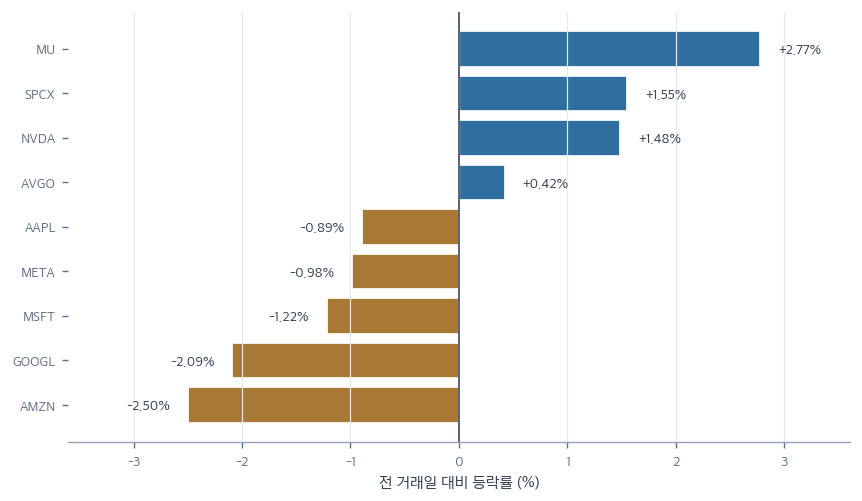 MU +2.77%
SPCX +1.55%
NVDA +1.48%
AVGO +0.42%
AAPL -0.89%
META -0.98%
MSFT -1.22%
GOOGL -2.09%
AMZN -2.50%
-3 -2 -1 0 1 2 3
전 거래일 대비 등락률 (%)